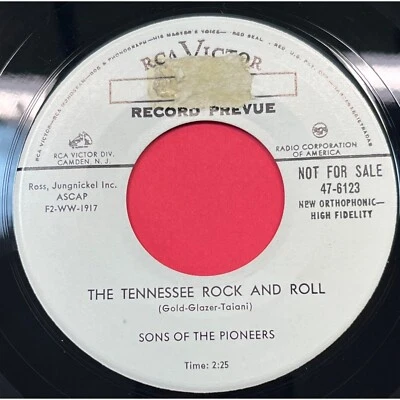 RCA VICTOR
RECORD PREVUE
RCA VICTOR DIV.
CAMDEN, N. J.
RADIO CORPORATION
OF AMERICA
Ross, Jungnickel Inc.
ASCAP
F2-WW-1917
NOT FOR SALE
47-6123
NEW ORTHOPHONIC—
HIGH FIDELITY
THE TENNESSEE ROCK AND ROLL
(Gold-Glazer-Taiani)
SONS OF THE PIONEERS
Time: 2:25